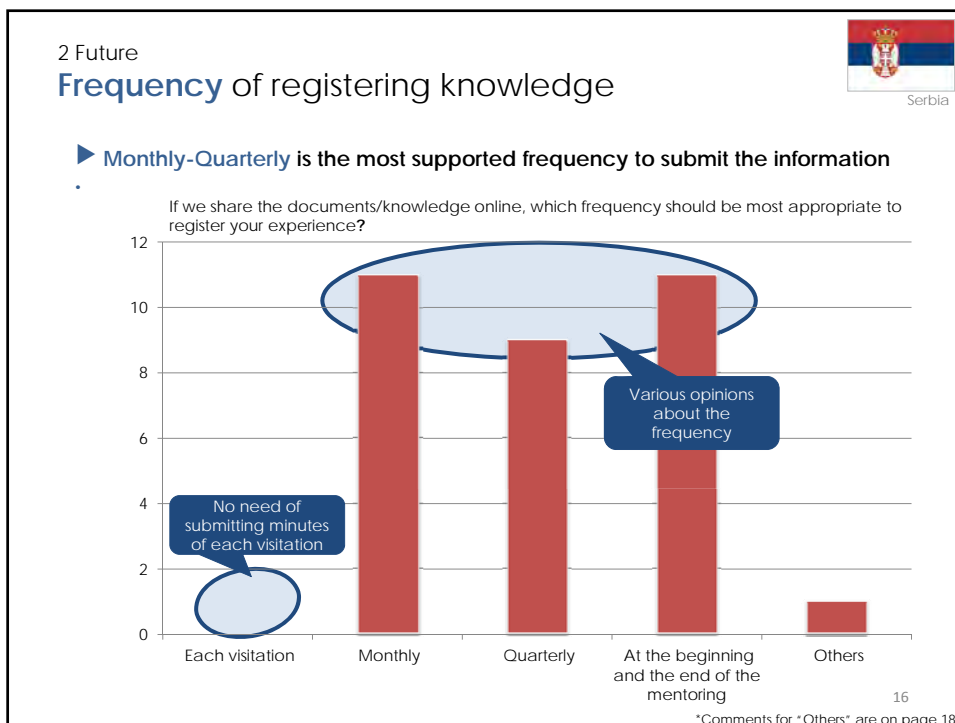 2 Future
Frequency of registering knowledge
Serbia
▶ Monthly-Quarterly is the most supported frequency to submit the information
.
If we share the documents/knowledge online, which frequency should be most appropriate to
register your experience?
12
10
8
6
4
2
0
Various opinions
about the
frequency
No need of
submitting minutes
of each visitation
Each visitation
Monthly
Quarterly
At the beginning
and the end of the
mentoring
Others
16
*Comments for "Others" are on page 18